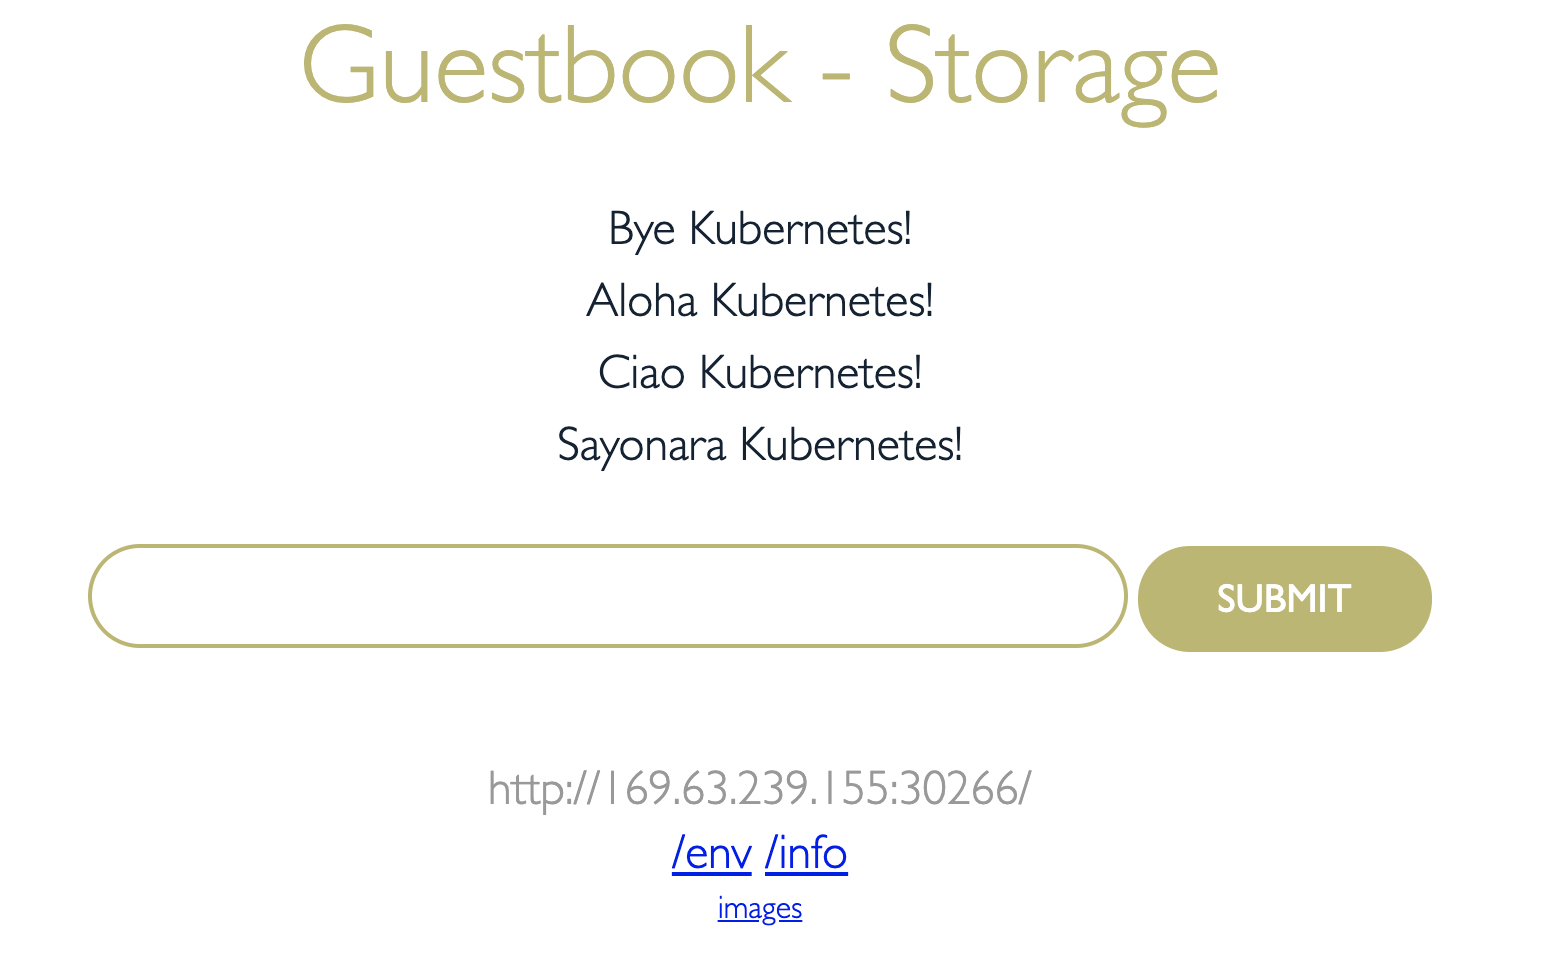 Guestbook - Storage
Bye Kubernetes!
Aloha Kubernetes!
Ciao Kubernetes!
Sayonara Kubernetes!
SUBMIT
http://169.63.239.155:30266/
/env /info
images